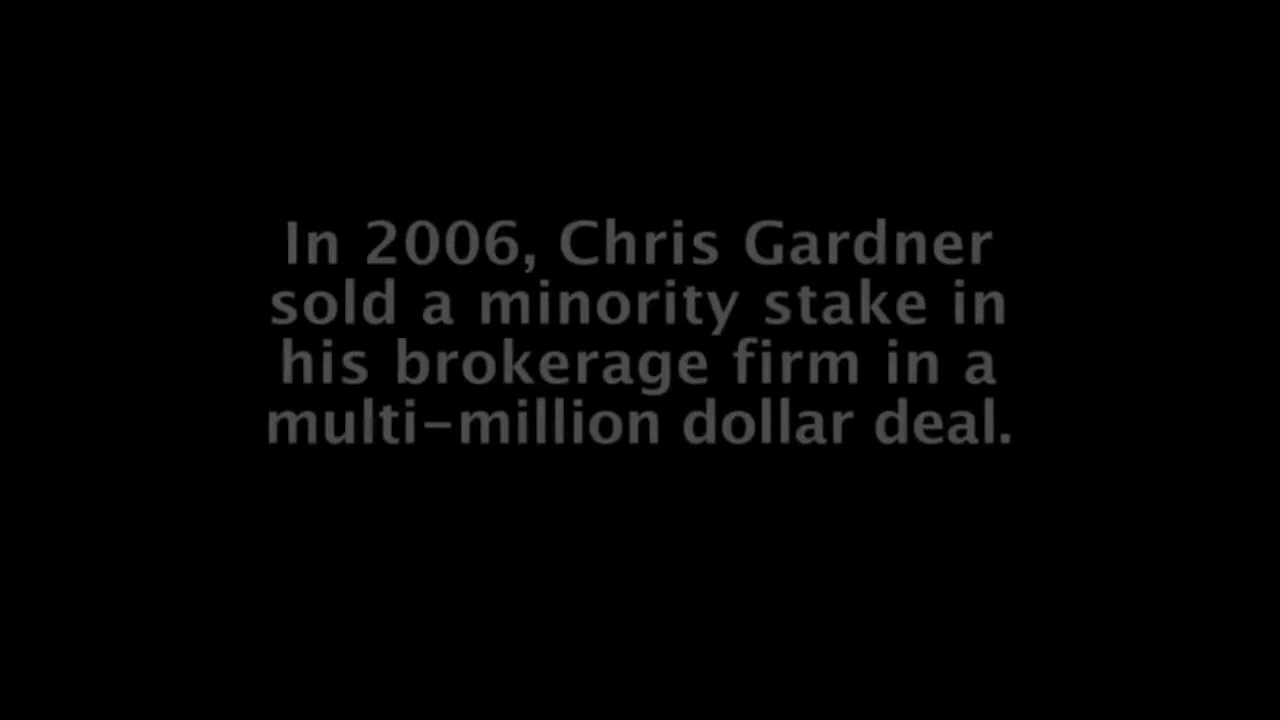 In 2006, Chris Gardner
sold a minority stake in
his brokerage firm in a
multi-million dollar deal.